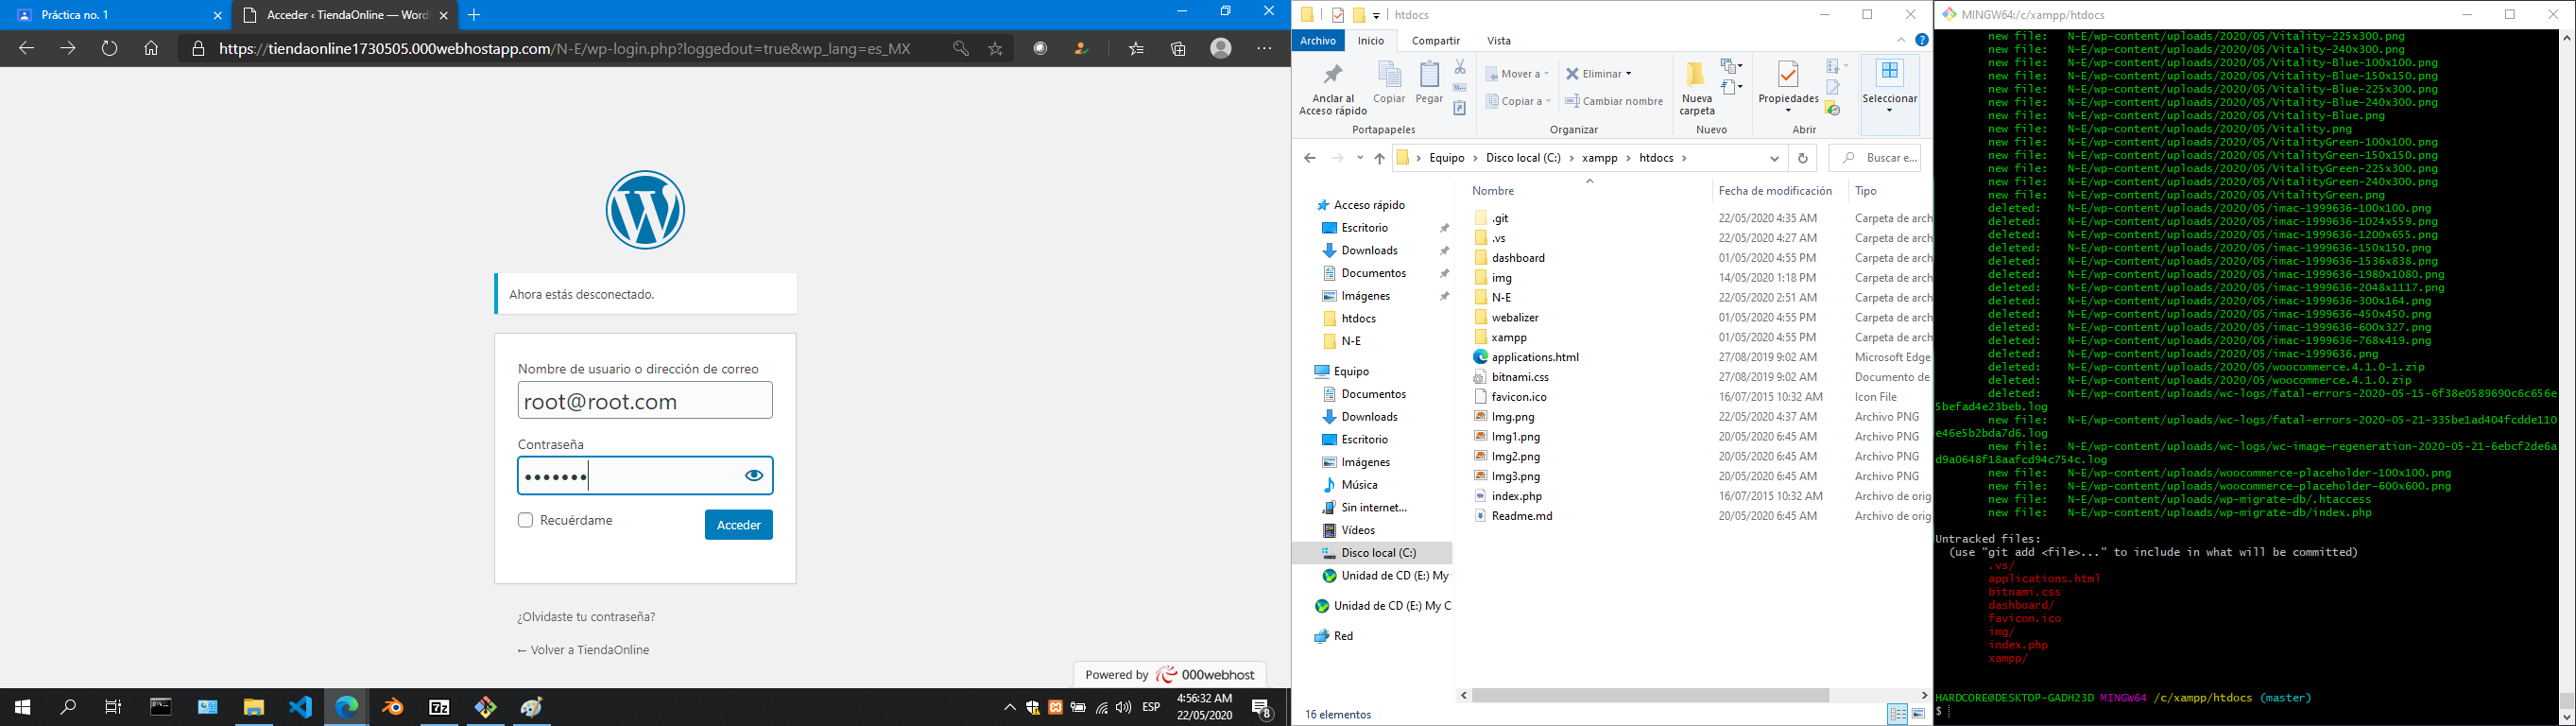 Práctica no. 1
Acceder ‹ TiendaOnline — Word
https://tiendaonline1730505.000webhostapp.com/N-E/wp-login.php?loggedout=true&wp_lang=es_MX
Ahora estás desconectado.
Nombre de usuario o dirección de correo
root@root.com
Contraseña
•••••••
Recuérdame
Acceder
¿Olvidaste tu contraseña?
← Volver a TiendaOnline
Powered by 000webhost
7z
ESP
4:56:32 AM
22/05/2020
8
htdocs
Archivo Inicio Compartir Vista
Anclar al Acceso rápido
Copiar
Pegar
Portapapeles
Mover a
Copiar a
Eliminar
Cambiar nombre
Organizar
Nueva carpeta
Nuevo
Propiedades
Abrir
Seleccionar
Equipo › Disco local (C:) › xampp › htdocs ›
Buscar e...
Acceso rápido
Escritorio
Downloads
Documentos
Imágenes
htdocs
N-E
Equipo
Documentos
Downloads
Escritorio
Imágenes
Música
Sin internet...
Vídeos
Disco local (C:)
Unidad de CD (E:) My
Unidad de CD (E:) My C
Red
Nombre Fecha de modificación Tipo
.git 22/05/2020 4:35 AM Carpeta de arch
.vs 22/05/2020 4:27 AM Carpeta de arch
dashboard 01/05/2020 4:55 PM Carpeta de arch
img 14/05/2020 1:18 PM Carpeta de arch
N-E 22/05/2020 2:51 AM Carpeta de arch
webalizer 01/05/2020 4:55 PM Carpeta de arch
xampp 01/05/2020 4:55 PM Carpeta de arch
applications.html 27/08/2019 9:02 AM Microsoft Edge
bitnami.css 27/08/2019 9:02 AM Documento de
favicon.ico 16/07/2015 10:32 AM Icon File
Img.png 22/05/2020 4:37 AM Archivo PNG
Img1.png 20/05/2020 6:45 AM Archivo PNG
Img2.png 20/05/2020 6:45 AM Archivo PNG
Img3.png 20/05/2020 6:45 AM Archivo PNG
index.php 16/07/2015 10:32 AM Archivo de orig
Readme.md 20/05/2020 6:45 AM Archivo de orig
16 elementos
MINGW64:/c/xampp/htdocs
new file: N-E/wp-content/uploads/2020/05/Vitality-225x300.png
new file: N-E/wp-content/uploads/2020/05/Vitality-240x300.png
new file: N-E/wp-content/uploads/2020/05/Vitality-Blue-100x100.png
new file: N-E/wp-content/uploads/2020/05/Vitality-Blue-150x150.png
new file: N-E/wp-content/uploads/2020/05/Vitality-Blue-225x300.png
new file: N-E/wp-content/uploads/2020/05/Vitality-Blue-240x300.png
new file: N-E/wp-content/uploads/2020/05/Vitality-Blue.png
new file: N-E/wp-content/uploads/2020/05/Vitality.png
new file: N-E/wp-content/uploads/2020/05/VitalityGreen-100x100.png
new file: N-E/wp-content/uploads/2020/05/VitalityGreen-150x150.png
new file: N-E/wp-content/uploads/2020/05/VitalityGreen-225x300.png
new file: N-E/wp-content/uploads/2020/05/VitalityGreen-240x300.png
new file: N-E/wp-content/uploads/2020/05/VitalityGreen.png
deleted: N-E/wp-content/uploads/2020/05/imac-1999636-100x100.png
deleted: N-E/wp-content/uploads/2020/05/imac-1999636-1024x559.png
deleted: N-E/wp-content/uploads/2020/05/imac-1999636-1200x655.png
deleted: N-E/wp-content/uploads/2020/05/imac-1999636-150x150.png
deleted: N-E/wp-content/uploads/2020/05/imac-1999636-1536x838.png
deleted: N-E/wp-content/uploads/2020/05/imac-1999636-1980x1080.png
deleted: N-E/wp-content/uploads/2020/05/imac-1999636-2048x1117.png
deleted: N-E/wp-content/uploads/2020/05/imac-1999636-300x164.png
deleted: N-E/wp-content/uploads/2020/05/imac-1999636-450x450.png
deleted: N-E/wp-content/uploads/2020/05/imac-1999636-600x327.png
deleted: N-E/wp-content/uploads/2020/05/imac-1999636-768x419.png
deleted: N-E/wp-content/uploads/2020/05/imac-1999636.png
deleted: N-E/wp-content/uploads/2020/05/woocommerce.4.1.0-1.zip
deleted: N-E/wp-content/uploads/2020/05/woocommerce.4.1.0.zip
new file: N-E/wp-content/uploads/wc-logs/fatal-errors-2020-05-15-6f38e0589690c6c656e
5befad4e23beb.log
new file: N-E/wp-content/uploads/wc-logs/fatal-errors-2020-05-21-335be1ad404fcdde110
e46e5b2bda7d6.log
new file: N-E/wp-content/uploads/wc-logs/wc-image-regeneration-2020-05-21-6ebcf2de6a
d9a0648f18aafcd94c754c.log
new file: N-E/wp-content/uploads/woocommerce-placeholder-100x100.png
new file: N-E/wp-content/uploads/woocommerce-placeholder-600x600.png
new file: N-E/wp-content/uploads/wp-migrate-db/.htaccess
new file: N-E/wp-content/uploads/wp-migrate-db/index.php
Untracked files:
(use "git add <file>..." to include in what will be committed)
.vs/
applications.html
bitnami.css
dashboard/
favicon.ico
img/
index.php
xampp/
HARDCORE@DESKTOP-GADH23D MINGW64 /c/xampp/htdocs (master)
$